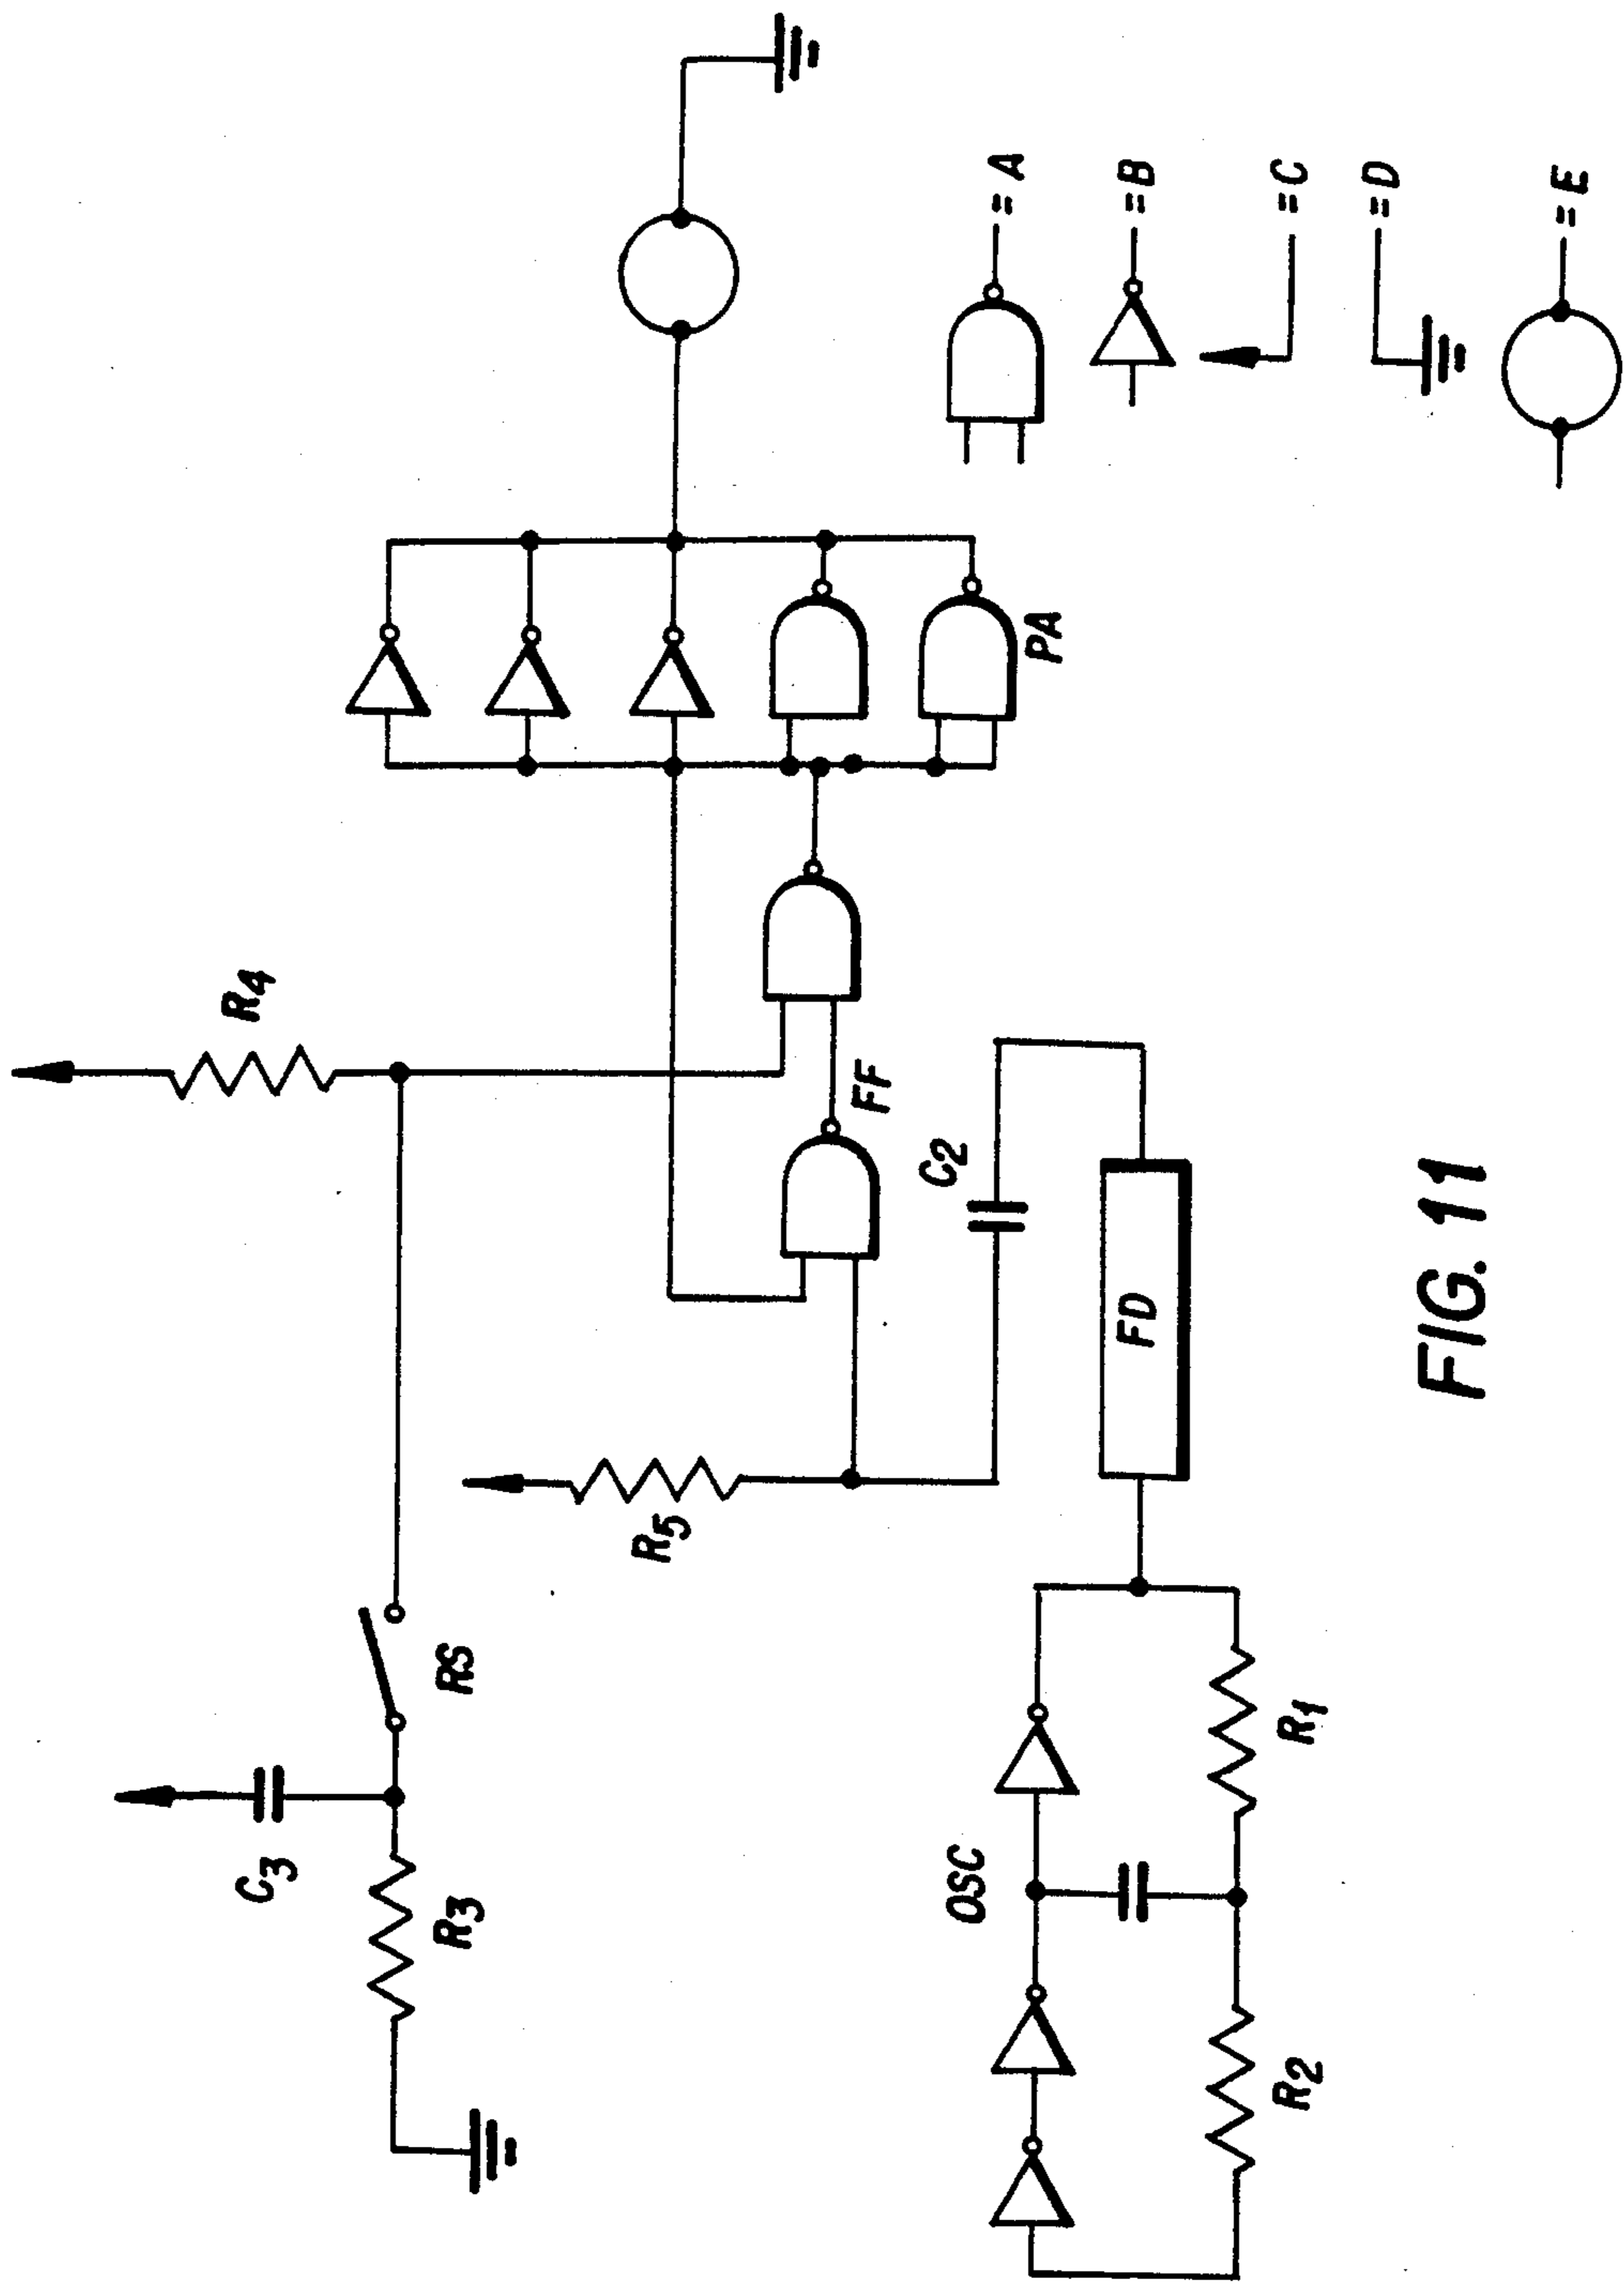 R4
C3
R3
RS
R5
FF
PA
C2
OSC
FD
R1
R2
=A
=B
=C
=D
=E
FIG. 11